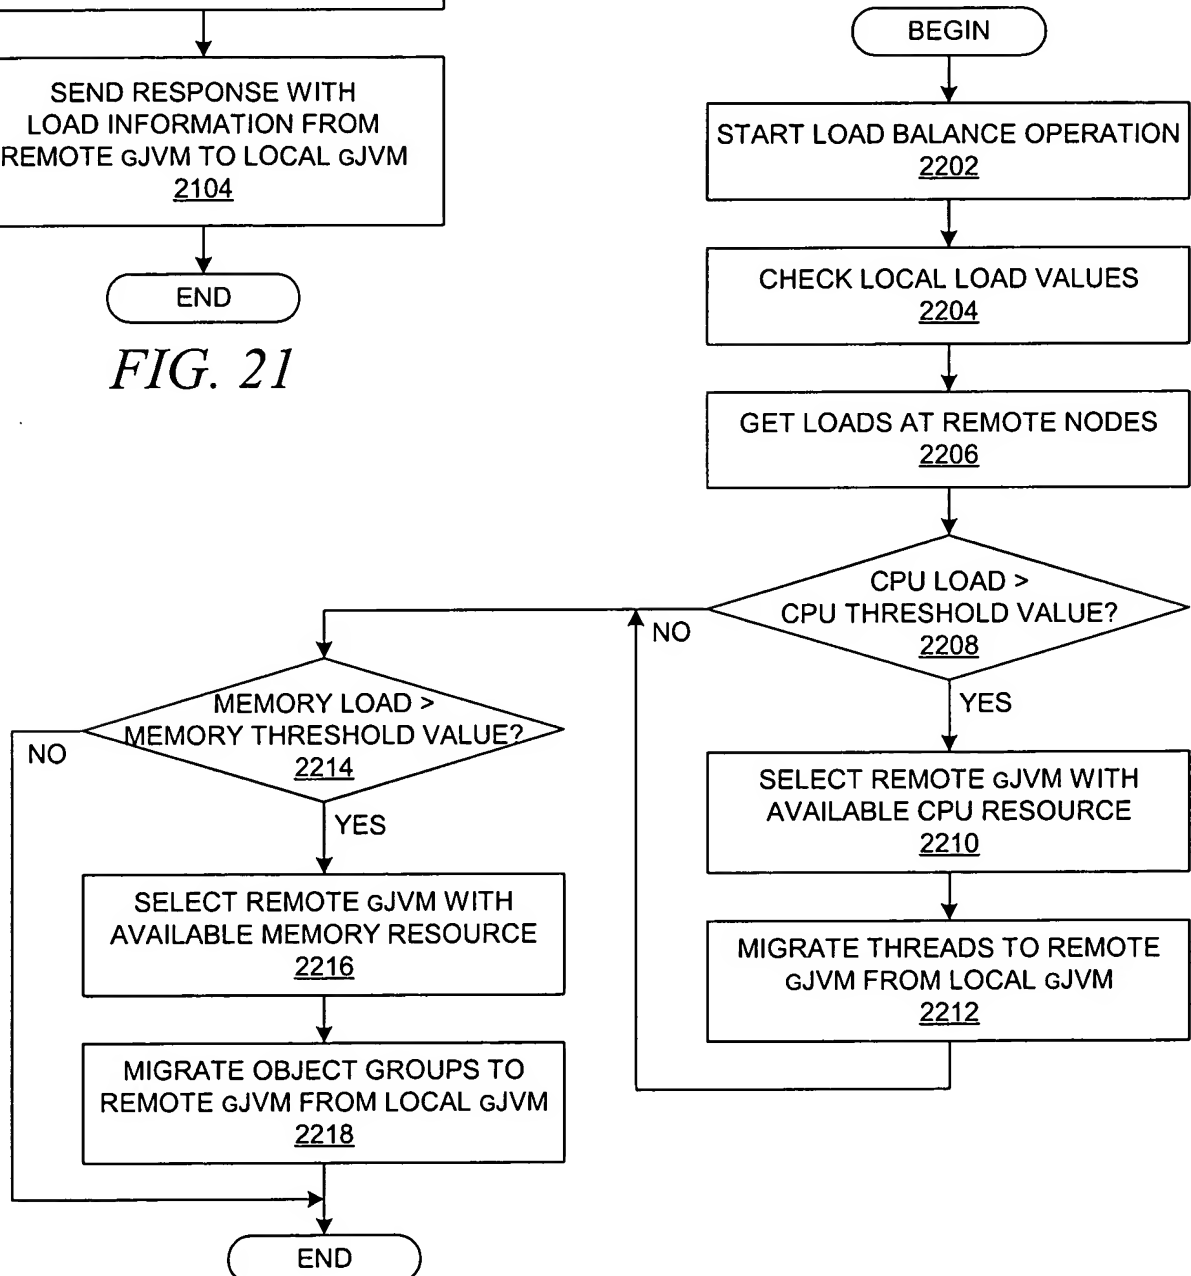 SEND RESPONSE WITH
LOAD INFORMATION FROM
REMOTE GJVM TO LOCAL GJVM
2104
END
FIG. 21
BEGIN
START LOAD BALANCE OPERATION
2202
CHECK LOCAL LOAD VALUES
2204
GET LOADS AT REMOTE NODES
2206
CPU LOAD >
CPU THRESHOLD VALUE?
2208
NO
YES
SELECT REMOTE GJVM WITH
AVAILABLE CPU RESOURCE
2210
MIGRATE THREADS TO REMOTE
GJVM FROM LOCAL GJVM
2212
MEMORY LOAD >
MEMORY THRESHOLD VALUE?
2214
NO
YES
SELECT REMOTE GJVM WITH
AVAILABLE MEMORY RESOURCE
2216
MIGRATE OBJECT GROUPS TO
REMOTE GJVM FROM LOCAL GJVM
2218
END